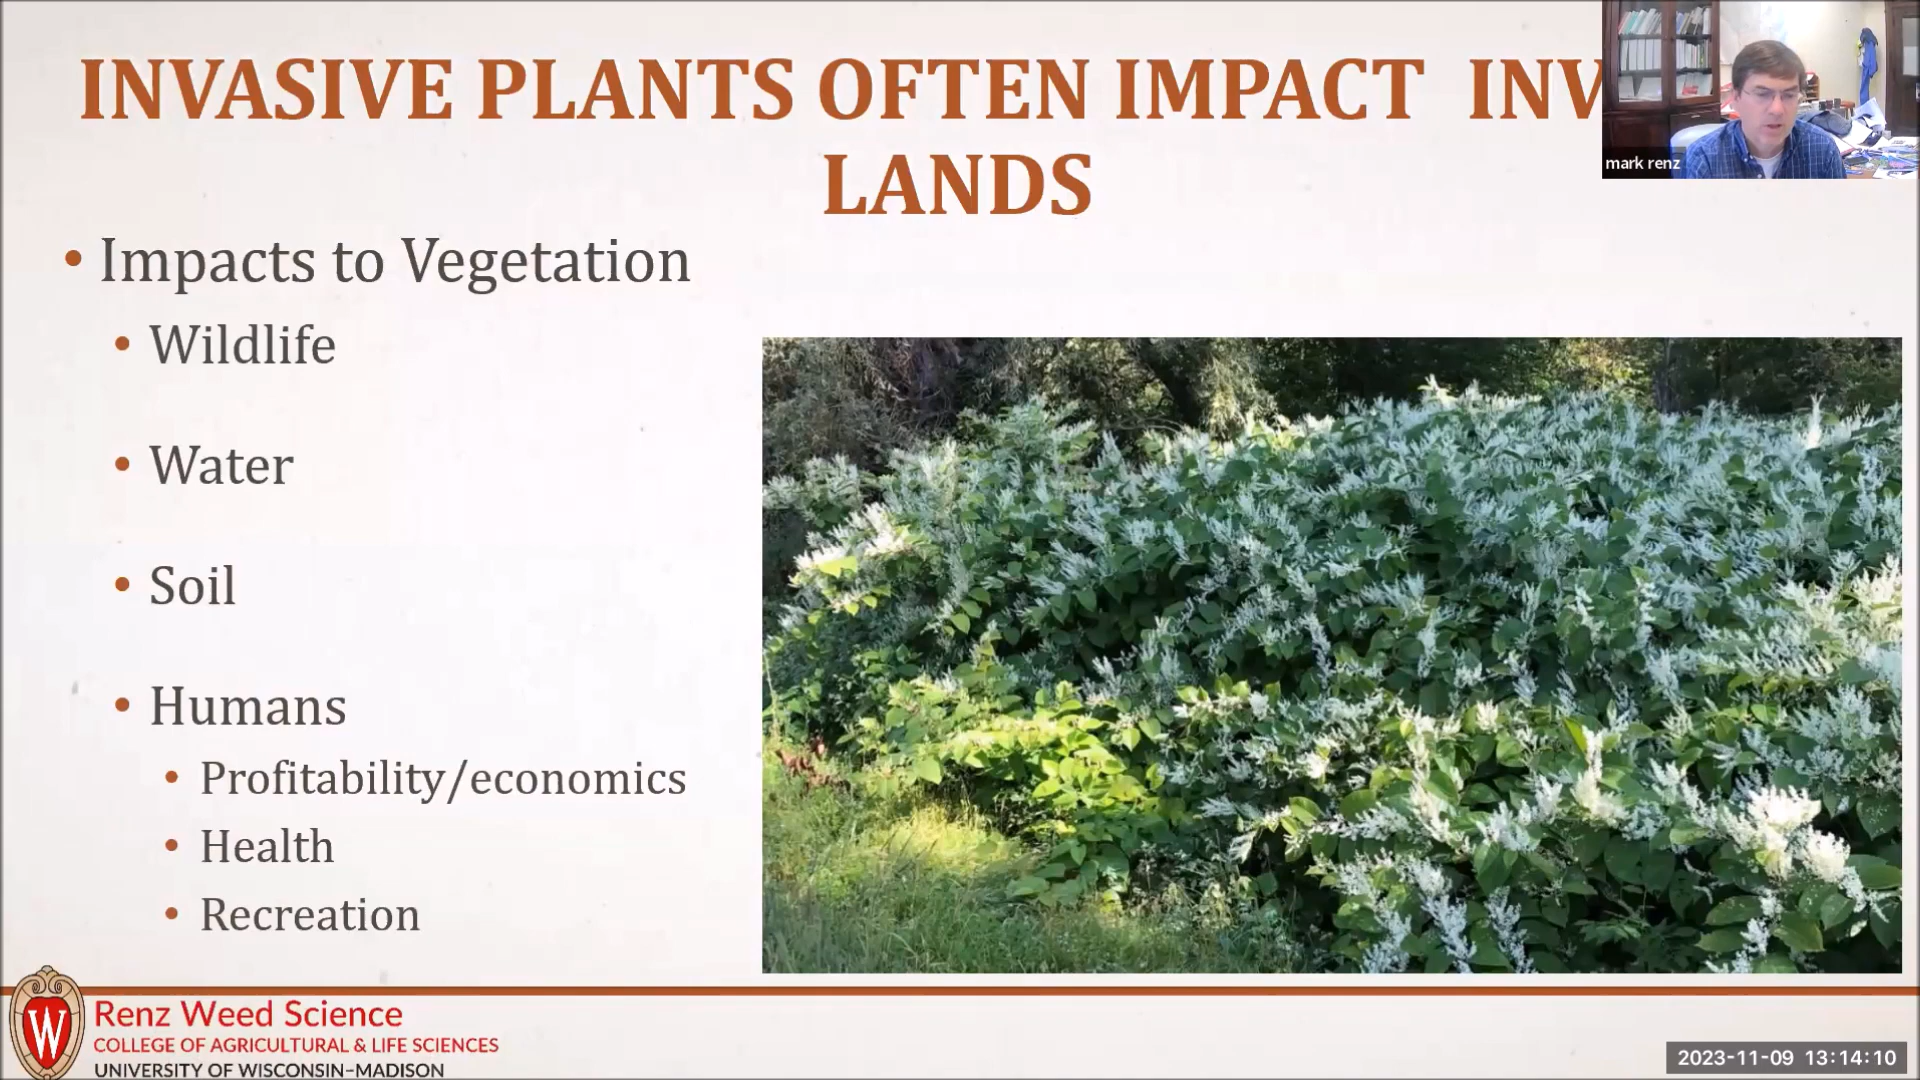 INVASIVE PLANTS OFTEN IMPACT INV
LANDS
mark renz
• Impacts to Vegetation
• Wildlife
• Water
• Soil
• Humans
• Profitability/economics
• Health
• Recreation
W
Renz Weed Science
COLLEGE OF AGRICULTURAL & LIFE SCIENCES
UNIVERSITY OF WISCONSIN–MADISON
2023-11-09 13:14:10